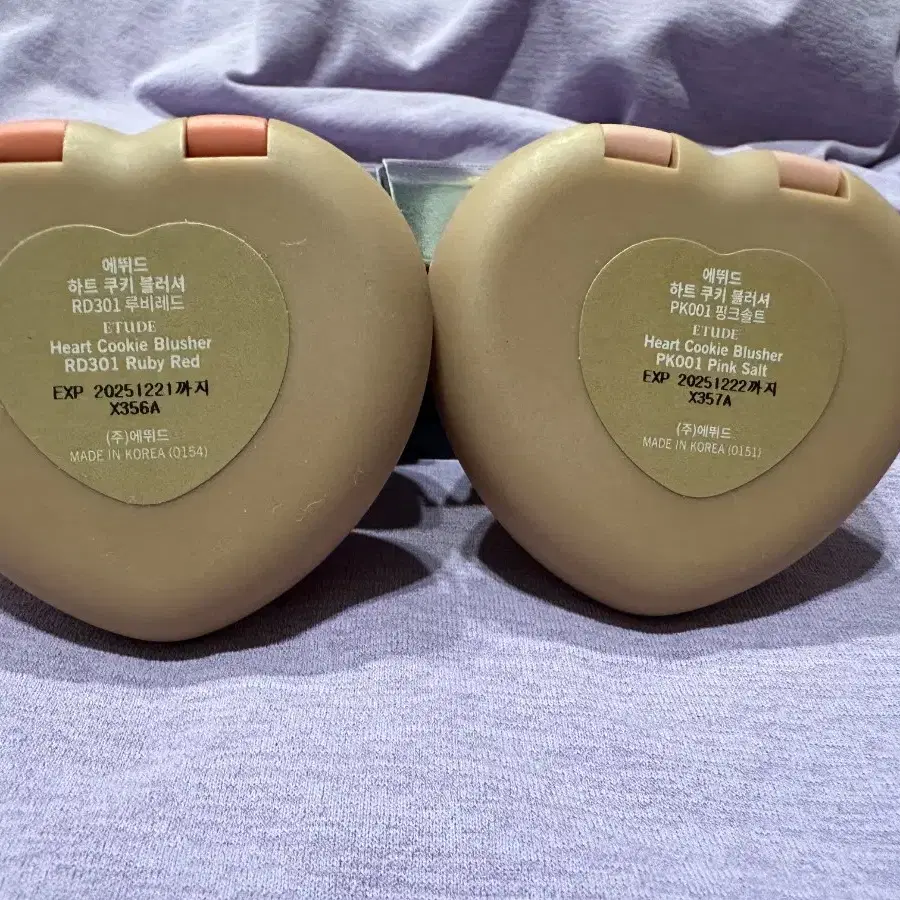 에뛰드
하트 쿠키 블러셔
RD301 루비레드
ETUDE
Heart Cookie Blusher
RD301 Ruby Red
EXP 20251221까지
X356A
(주)에뛰드
MADE IN KOREA (0154)
에뛰드
하트 쿠키 블러셔
PK001 핑크솔트
ETUDE
Heart Cookie Blusher
PK001 Pink Salt
EXP 20251222까지
X357A
(주)에뛰드
MADE IN KOREA (0151)